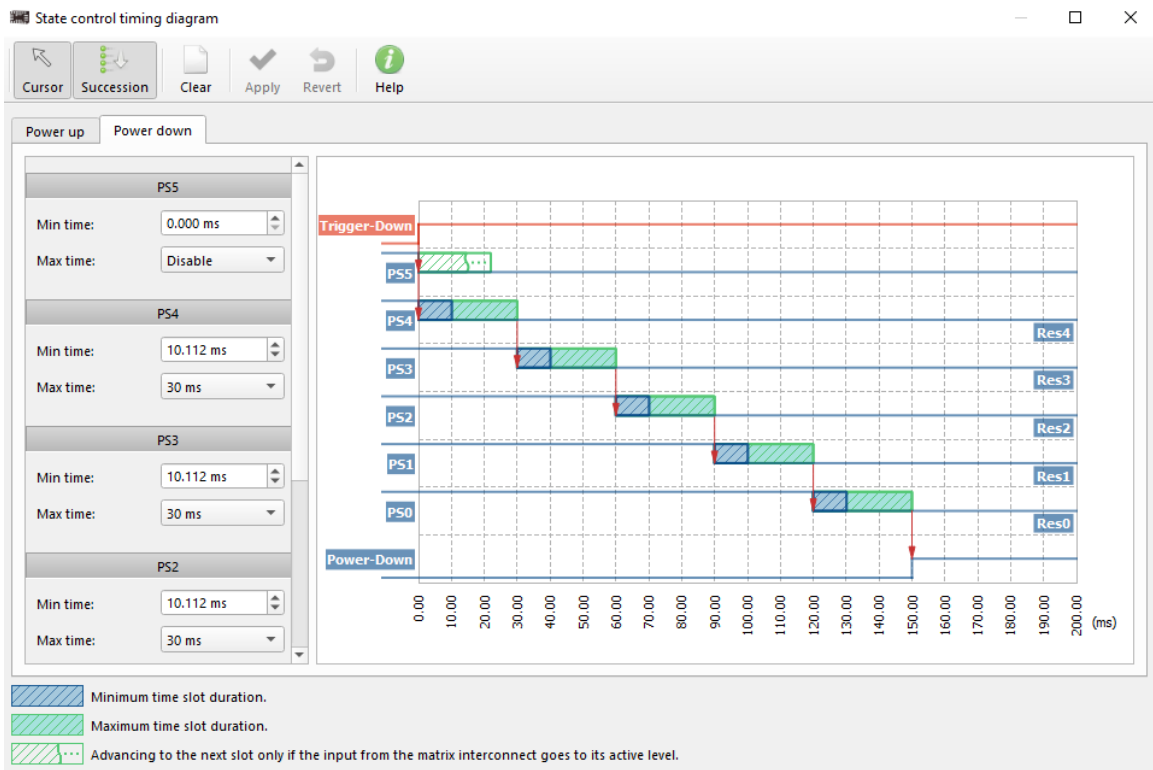 State control timing diagram
Cursor Succession Clear Apply Revert Help
Power up Power down
PS5
Min time: 0.000 ms
Max time: Disable
PS4
Min time: 10.112 ms
Max time: 30 ms
PS3
Min time: 10.112 ms
Max time: 30 ms
PS2
Min time: 10.112 ms
Max time: 30 ms
Trigger-Down
PS5
PS4
Res4
PS3
Res3
PS2
Res2
PS1
Res1
PS0
Res0
Power-Down
0.00 10.00 20.00 30.00 40.00 50.00 60.00 70.00 80.00 90.00 100.00 110.00 120.00 130.00 140.00 150.00 160.00 170.00 180.00 190.00 200.00 (ms)
Minimum time slot duration.
Maximum time slot duration.
Advancing to the next slot only if the input from the matrix interconnect goes to its active level.